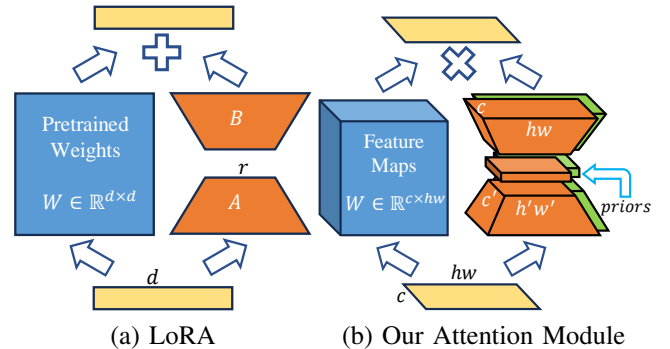 Pretrained
Weights
W ∈ ℝ^{d×d}
B
r
A
d
(a) LoRA
Feature
Maps
W ∈ ℝ^{c×hw}
c
hw
c'
h'w'
priors
hw
c
(b) Our Attention Module